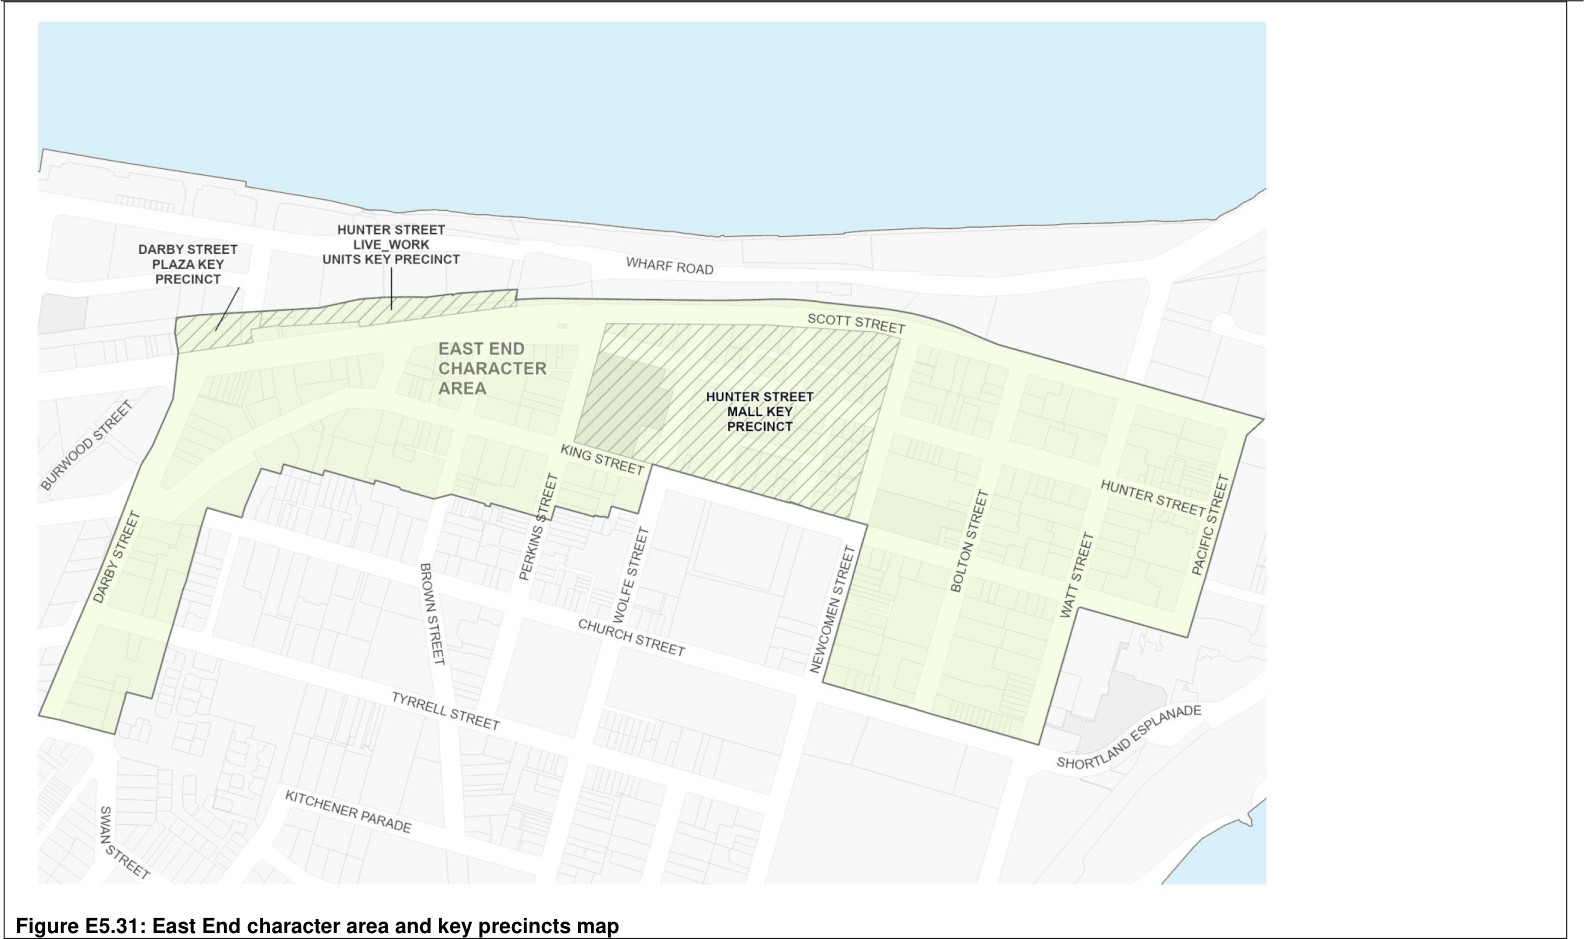 HUNTER STREET
LIVE_WORK
UNITS KEY PRECINCT
DARBY STREET
PLAZA KEY
PRECINCT
WHARF ROAD
SCOTT STREET
EAST END
CHARACTER
AREA
HUNTER STREET
MALL KEY
PRECINCT
BURWOOD STREET
KING STREET
HUNTER STREET
PACIFIC STREET
DARBY STREET
PERKINS STREET
BOLTON STREET
WATT STREET
WOLFE STREET
BROWN STREET
NEWCOMEN STREET
CHURCH STREET
TYRRELL STREET
SHORTLAND ESPLANADE
KITCHENER PARADE
SWAN STREET
Figure E5.31: East End character area and key precincts map